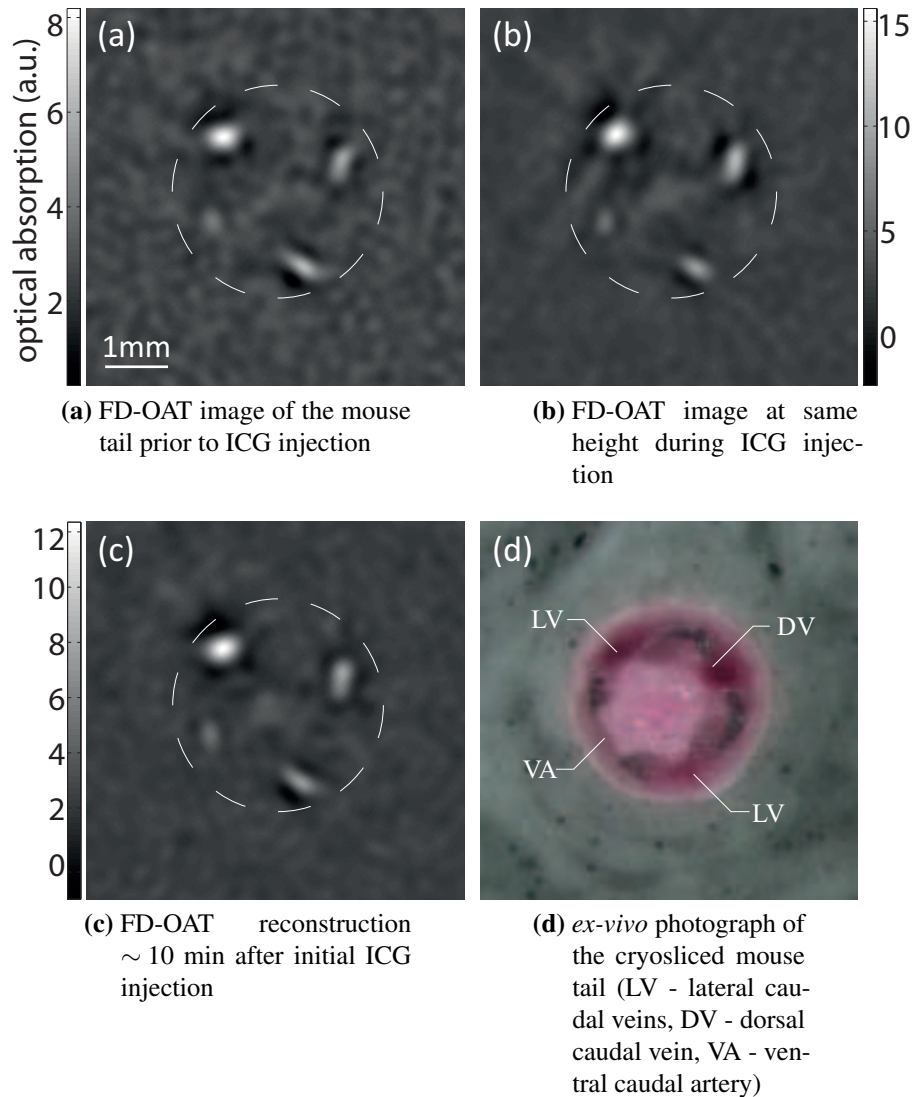 optical absorption (a.u.)
8
6
4
2
(a)
1mm
(b)
15
10
5
0
(a) FD-OAT image of the mouse
tail prior to ICG injection
(b) FD-OAT image at same
height during ICG injec-
tion
12
10
8
6
4
2
0
(c)
(d)
LV
DV
VA
LV
(c) FD-OAT reconstruction
∼ 10 min after initial ICG
injection
(d) ex-vivo photograph of
the cryosliced mouse
tail (LV - lateral cau-
dal veins, DV - dorsal
caudal vein, VA - ven-
tral caudal artery)